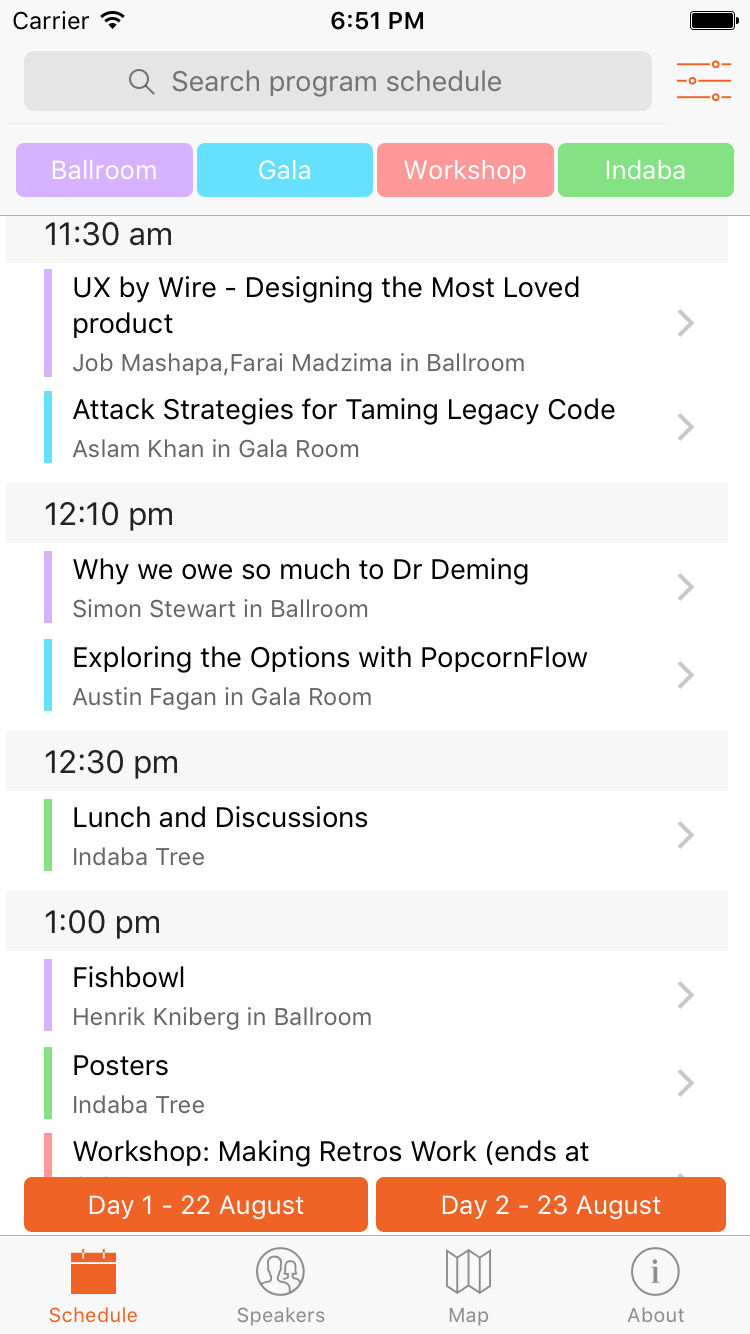 Carrier 6:51 PM
Search program schedule
Ballroom Gala Workshop Indaba
11:30 am
UX by Wire - Designing the Most Loved
product
Job Mashapa,Farai Madzima in Ballroom
Attack Strategies for Taming Legacy Code
Aslam Khan in Gala Room
12:10 pm
Why we owe so much to Dr Deming
Simon Stewart in Ballroom
Exploring the Options with PopcornFlow
Austin Fagan in Gala Room
12:30 pm
Lunch and Discussions
Indaba Tree
1:00 pm
Fishbowl
Henrik Kniberg in Ballroom
Posters
Indaba Tree
Workshop: Making Retros Work (ends at
Day 1 - 22 August Day 2 - 23 August
Schedule Speakers Map About